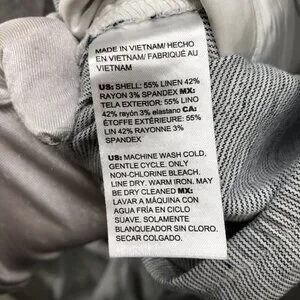 MADE IN VIETNAM/ HECHO
EN VIETNAM/ FABRIQUÉ AU
VIETNAM
US: SHELL: 55% LINEN 42%
RAYON 3% SPANDEX MX:
TELA EXTERIOR: 55% LINO
42% rayón 3% elastano CA:
ÉTOFFE EXTÉRIEURE: 55%
LIN 42% RAYONNE 3%
SPANDEX
US: MACHINE WASH COLD,
GENTLE CYCLE. ONLY
NON-CHLORINE BLEACH,
LINE DRY. WARM IRON. MAY
BE DRY CLEANED MX:
LAVAR A MÁQUINA CON
AGUA FRÍA EN CICLO
SUAVE, SOLAMENTE
BLANQUEADOR SIN CLORO.
SECAR COLGADO.